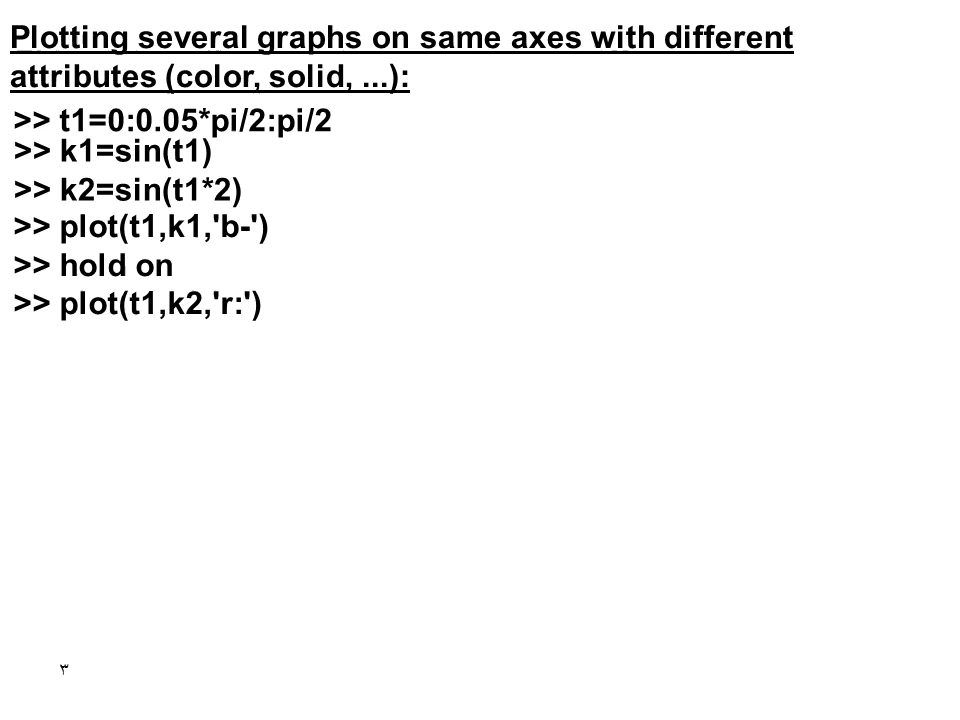 Plotting several graphs on same axes with different
attributes (color, solid, ...):
>> t1=0:0.05*pi/2:pi/2
>> k1=sin(t1)
>> k2=sin(t1*2)
>> plot(t1,k1,'b-')
>> hold on
>> plot(t1,k2,'r:')
٣